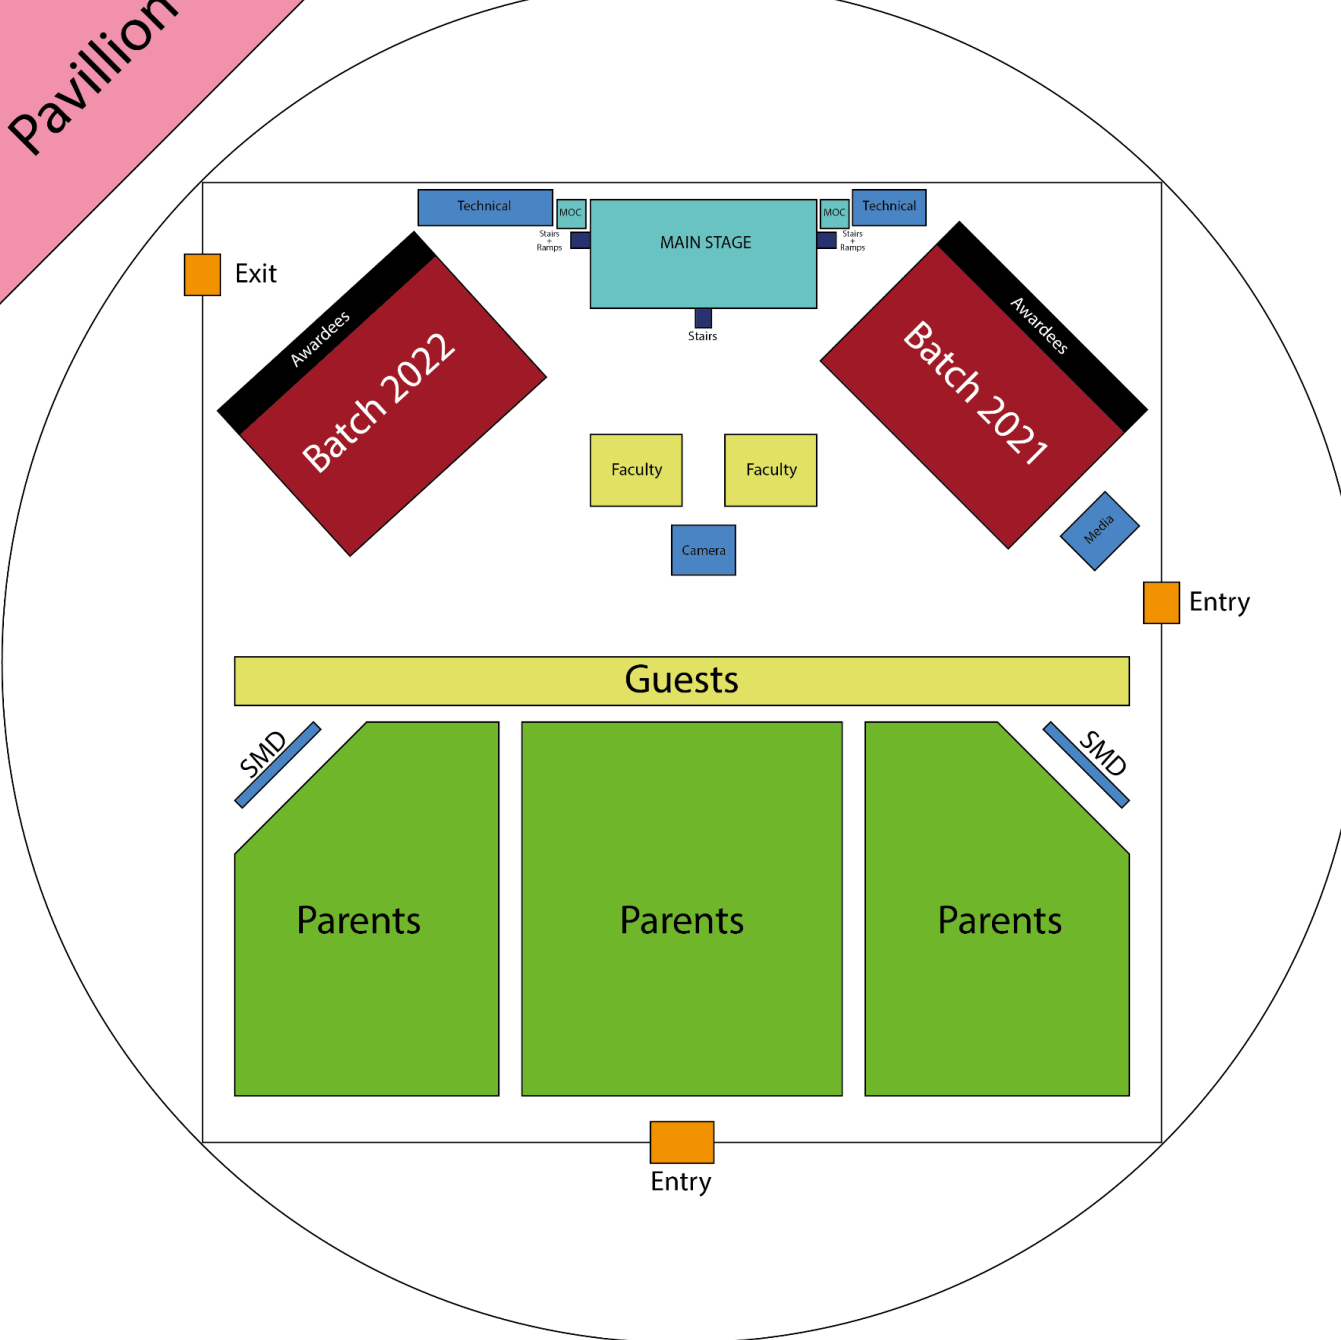 Pavillion
Technical
MOC
MAIN STAGE
MOC
Technical
Stairs
+
Ramps
Stairs
+
Ramps
Exit
Awardees
Batch 2022
Stairs
Awardees
Batch 2021
Faculty
Faculty
Camera
Media
Entry
Guests
SMD
SMD
Parents
Parents
Parents
Entry